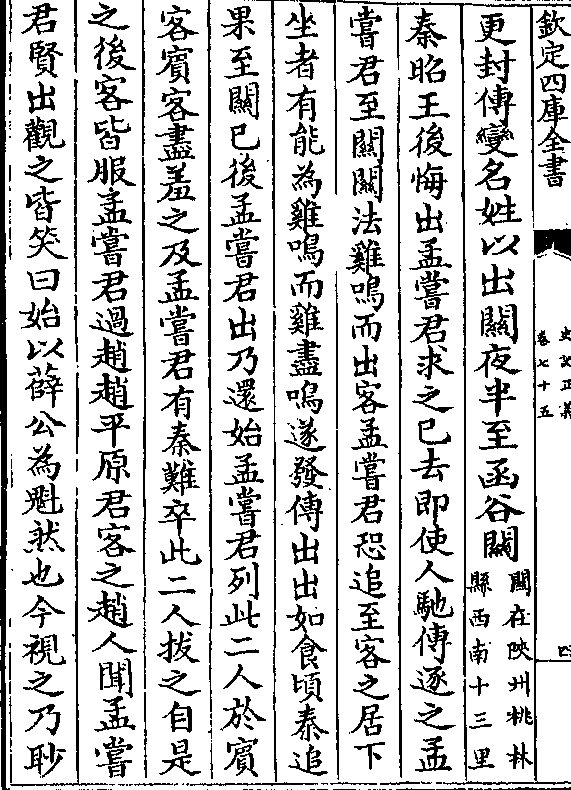 欽定四庫全書
史記正義
卷七十五
四
更封傳變名姓以出關夜半至函谷關關在陜州桃林縣西南十三里
秦昭王後悔出孟嘗君求之已去即使人馳傳逐之孟
嘗君至關關法雞鳴而出客孟嘗君恐追至客之居下
坐者有能為雞鳴而雞盡鳴遂發傳出出如食頃秦追
果至關已後孟嘗君出乃還始孟嘗君列此二人於賓
客賓客盡羞之及孟嘗君有秦難卒此二人拔之自是
之後客皆服孟嘗君過趙趙平原君客之趙人聞孟嘗
君賢出觀之皆笑曰始以薛公為魁然也今視之乃眇